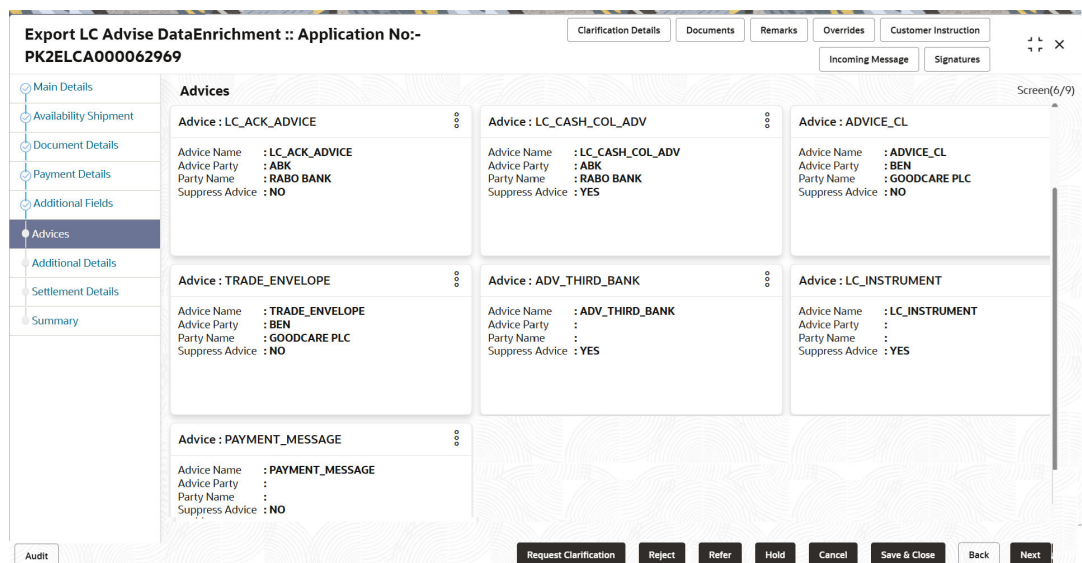 Export LC Advise DataEnrichment :: Application No:-
PK2ELCA000062969
Clarification Details
Documents
Remarks
Overrides
Customer Instruction
Incoming Message
Signatures
Main Details
Availability Shipment
Document Details
Payment Details
Additional Fields
Advices
Additional Details
Settlement Details
Summary
Advices
Screen(6/9)
Advice : LC_ACK_ADVICE
Advice Name : LC_ACK_ADVICE
Advice Party : ABK
Party Name : RABO BANK
Suppress Advice : NO
Advice : LC_CASH_COL_ADV
Advice Name : LC_CASH_COL_ADV
Advice Party : ABK
Party Name : RABO BANK
Suppress Advice : YES
Advice : ADVICE_CL
Advice Name : ADVICE_CL
Advice Party : BEN
Party Name : GOODCARE PLC
Suppress Advice : NO
Advice : TRADE_ENVELOPE
Advice Name : TRADE_ENVELOPE
Advice Party : BEN
Party Name : GOODCARE PLC
Suppress Advice : NO
Advice : ADV_THIRD_BANK
Advice Name : ADV_THIRD_BANK
Advice Party :
Party Name :
Suppress Advice : YES
Advice : LC_INSTRUMENT
Advice Name : LC_INSTRUMENT
Advice Party :
Party Name :
Suppress Advice : YES
Advice : PAYMENT_MESSAGE
Advice Name : PAYMENT_MESSAGE
Advice Party :
Party Name :
Suppress Advice : NO
Audit
Request Clarification
Reject
Refer
Hold
Cancel
Save & Close
Back
Next